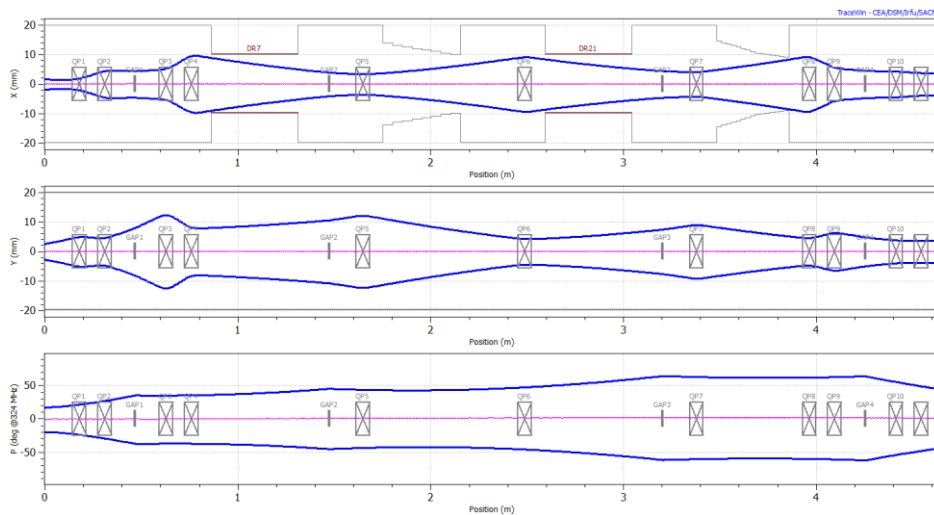 TraceWin - CEA/DSM/Irfu/SACM
20
10
0
-10
-20
X (mm)
DR7
DR21
QP1 QP2 GAP1 QP3 QP4 GAP2 QP5 QP6 GAP3 QP7 QP8 QP9 GAP4 QP10
0 1 2 3 4
Position (m)
20
10
0
-10
-20
Y (mm)
QP1 QP2 GAP1 QP3 GAP2 QP5 QP6 GAP3 QP7 QP8 QP9 GAP4 QP10
0 1 2 3 4
Position (m)
50
0
-50
P (deg @324 MHz)
QP1 QP2 GAP1 QP3 QP4 GAP2 QP5 QP6 GAP3 QP7 QP8 QP9 GAP4 QP10
0 1 2 3 4
Position (m)